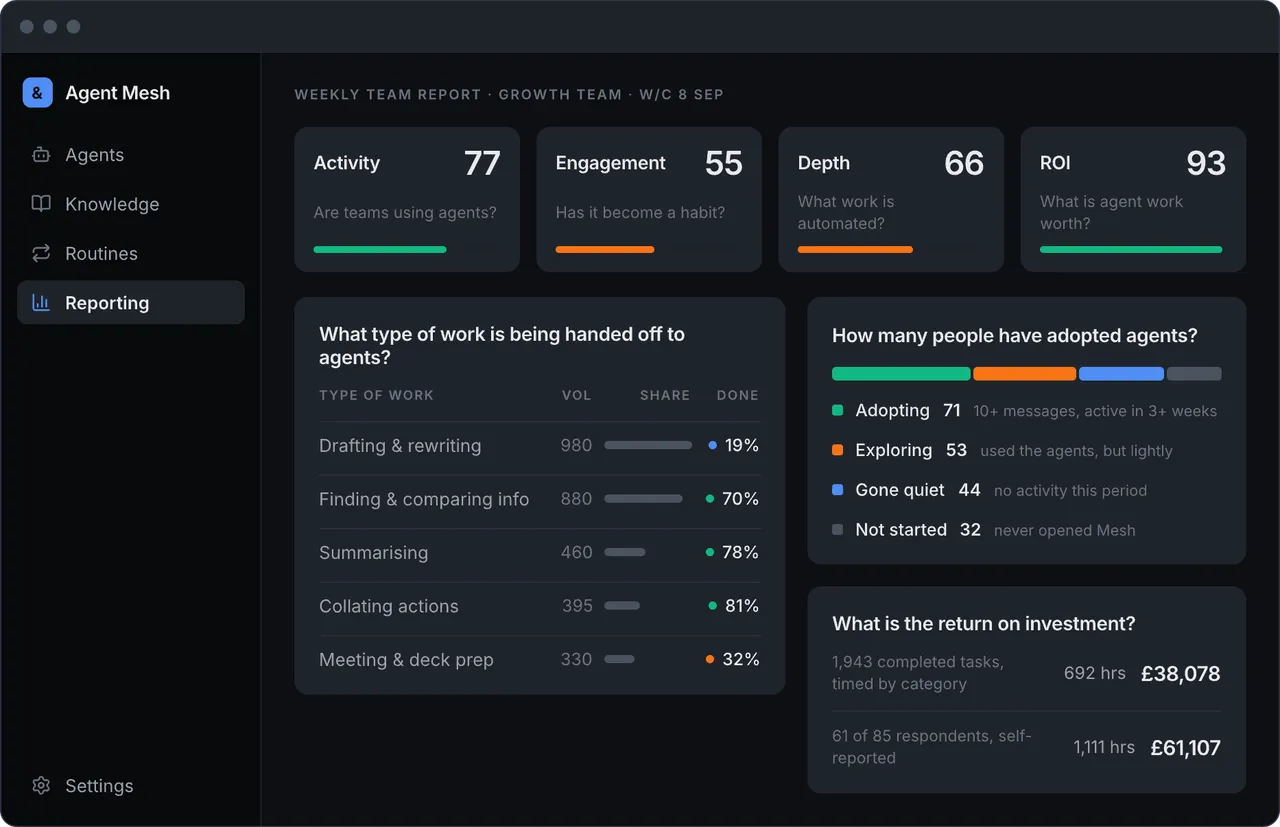 &
Agent Mesh
Agents
Knowledge
Routines
Reporting
Settings
WEEKLY TEAM REPORT · GROWTH TEAM · W/C 8 SEP
Activity 77
Are teams using agents?
Engagement 55
Has it become a habit?
Depth 66
What work is
automated?
ROI 93
What is agent work
worth?
What type of work is being handed off to
agents?
TYPE OF WORK VOL SHARE DONE
Drafting & rewriting 980 19%
Finding & comparing info 880 70%
Summarising 460 78%
Collating actions 395 81%
Meeting & deck prep 330 32%
How many people have adopted agents?
Adopting 71 10+ messages, active in 3+ weeks
Exploring 53 used the agents, but lightly
Gone quiet 44 no activity this period
Not started 32 never opened Mesh
What is the return on investment?
1,943 completed tasks,
timed by category
692 hrs £38,078
61 of 85 respondents, self-
reported
1,111 hrs £61,107